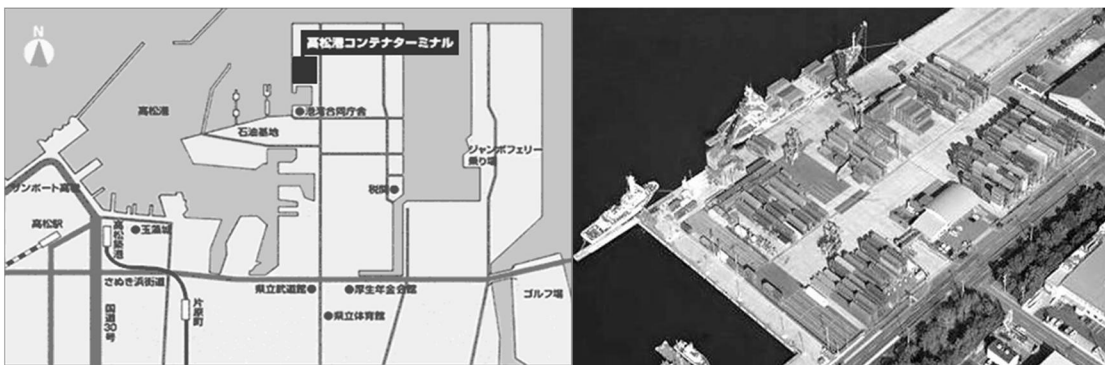 N
高松港コンテナターミナル
高松港
港湾合同庁舎
石油基地
ジャンボフェリー
乗り場
税関
サンポート高松
高松駅
高松築港
玉藻城
さぬき浜街道
県立武道館
厚生年金会館
ゴルフ場
国道30号
片原町
県立体育館